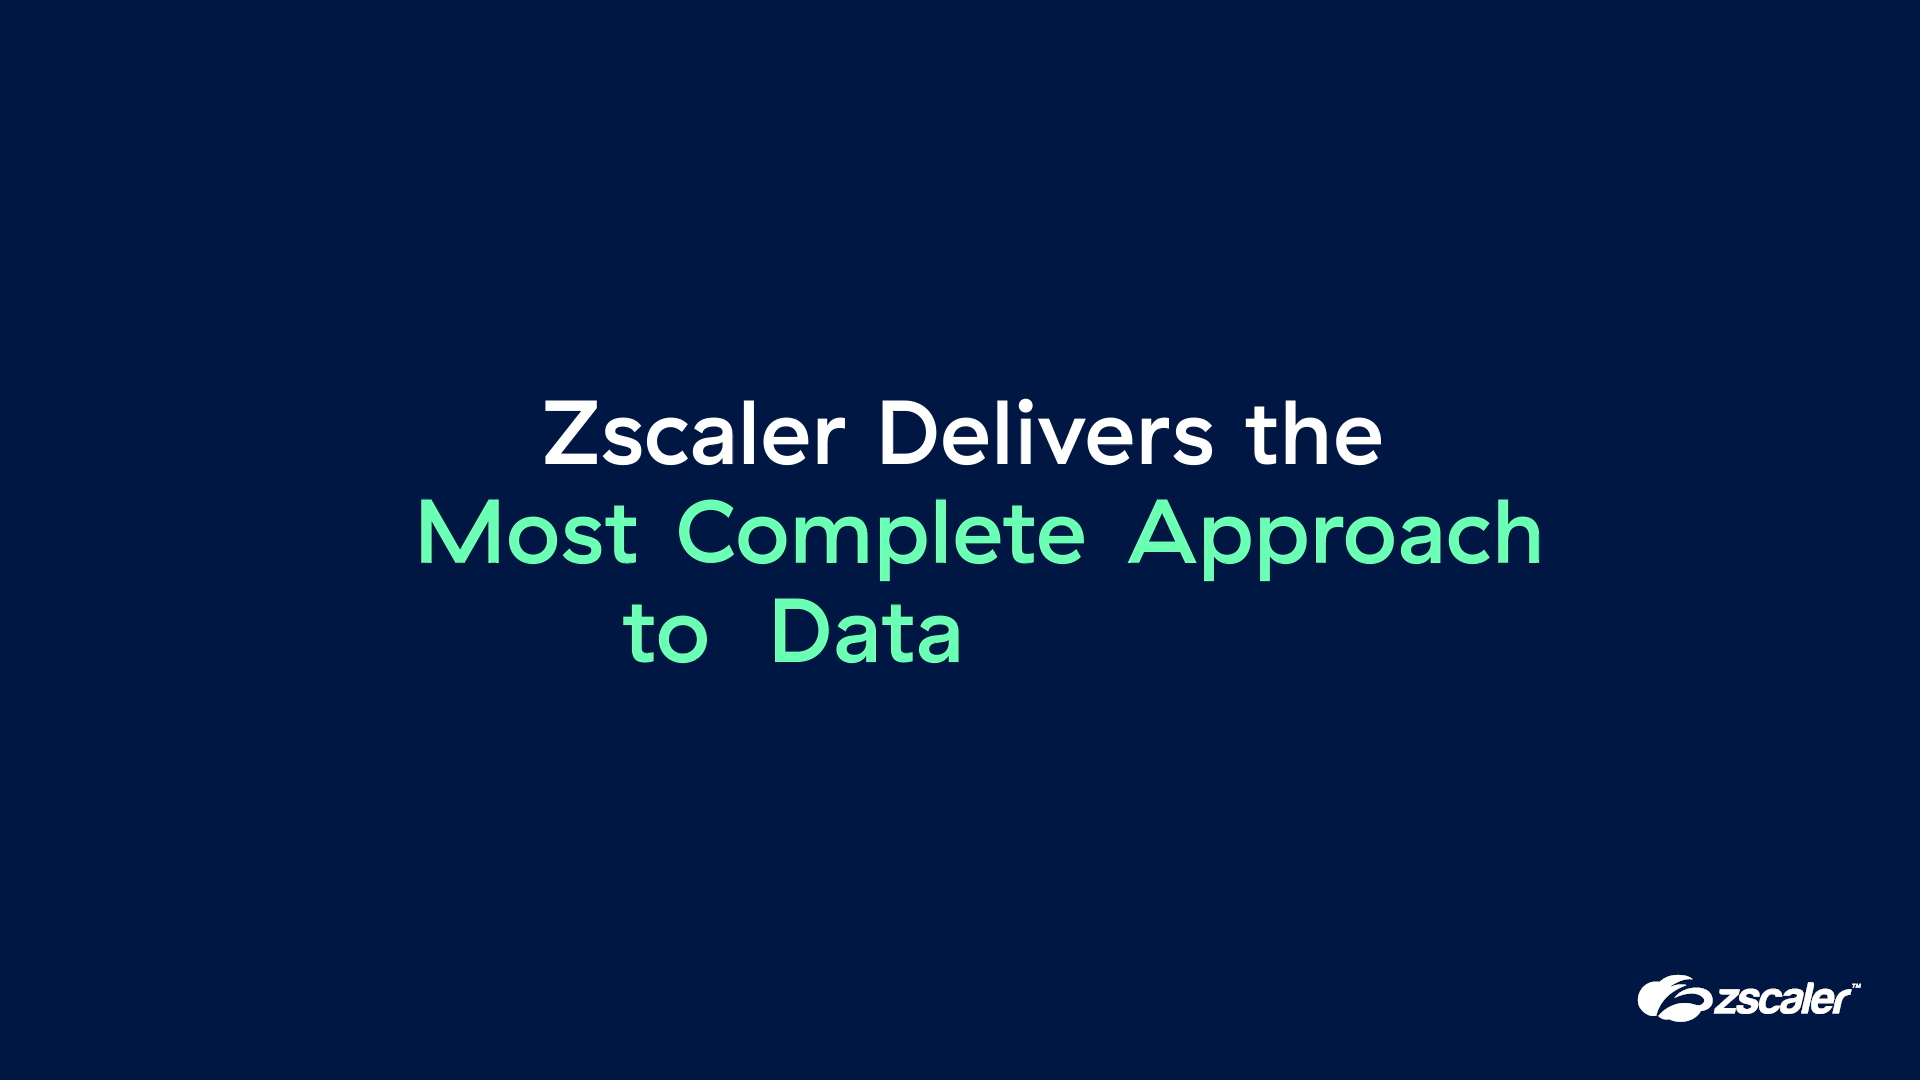 Zscaler Delivers the
Most Complete Approach
to Data
zscaler™